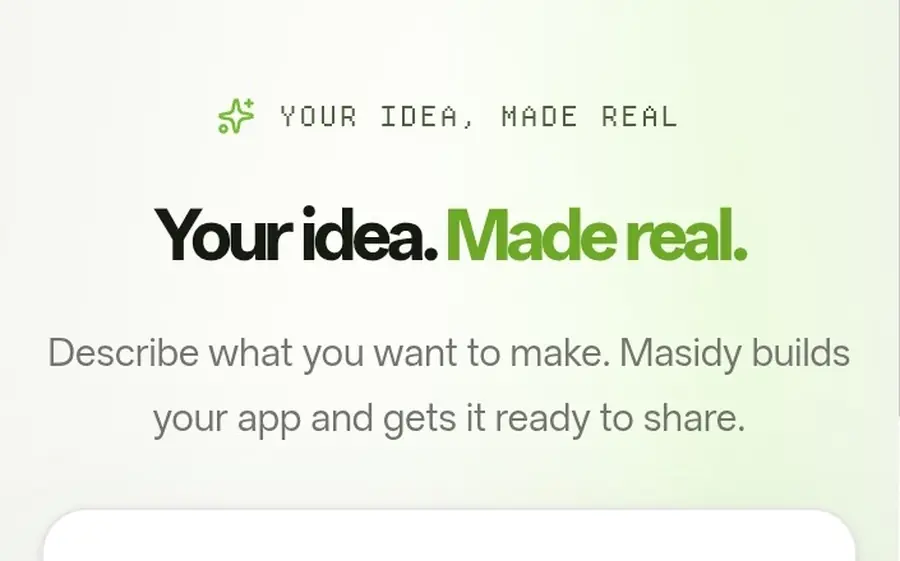 YOUR IDEA, MADE REAL
Your idea. Made real.
Describe what you want to make. Masidy builds
your app and gets it ready to share.